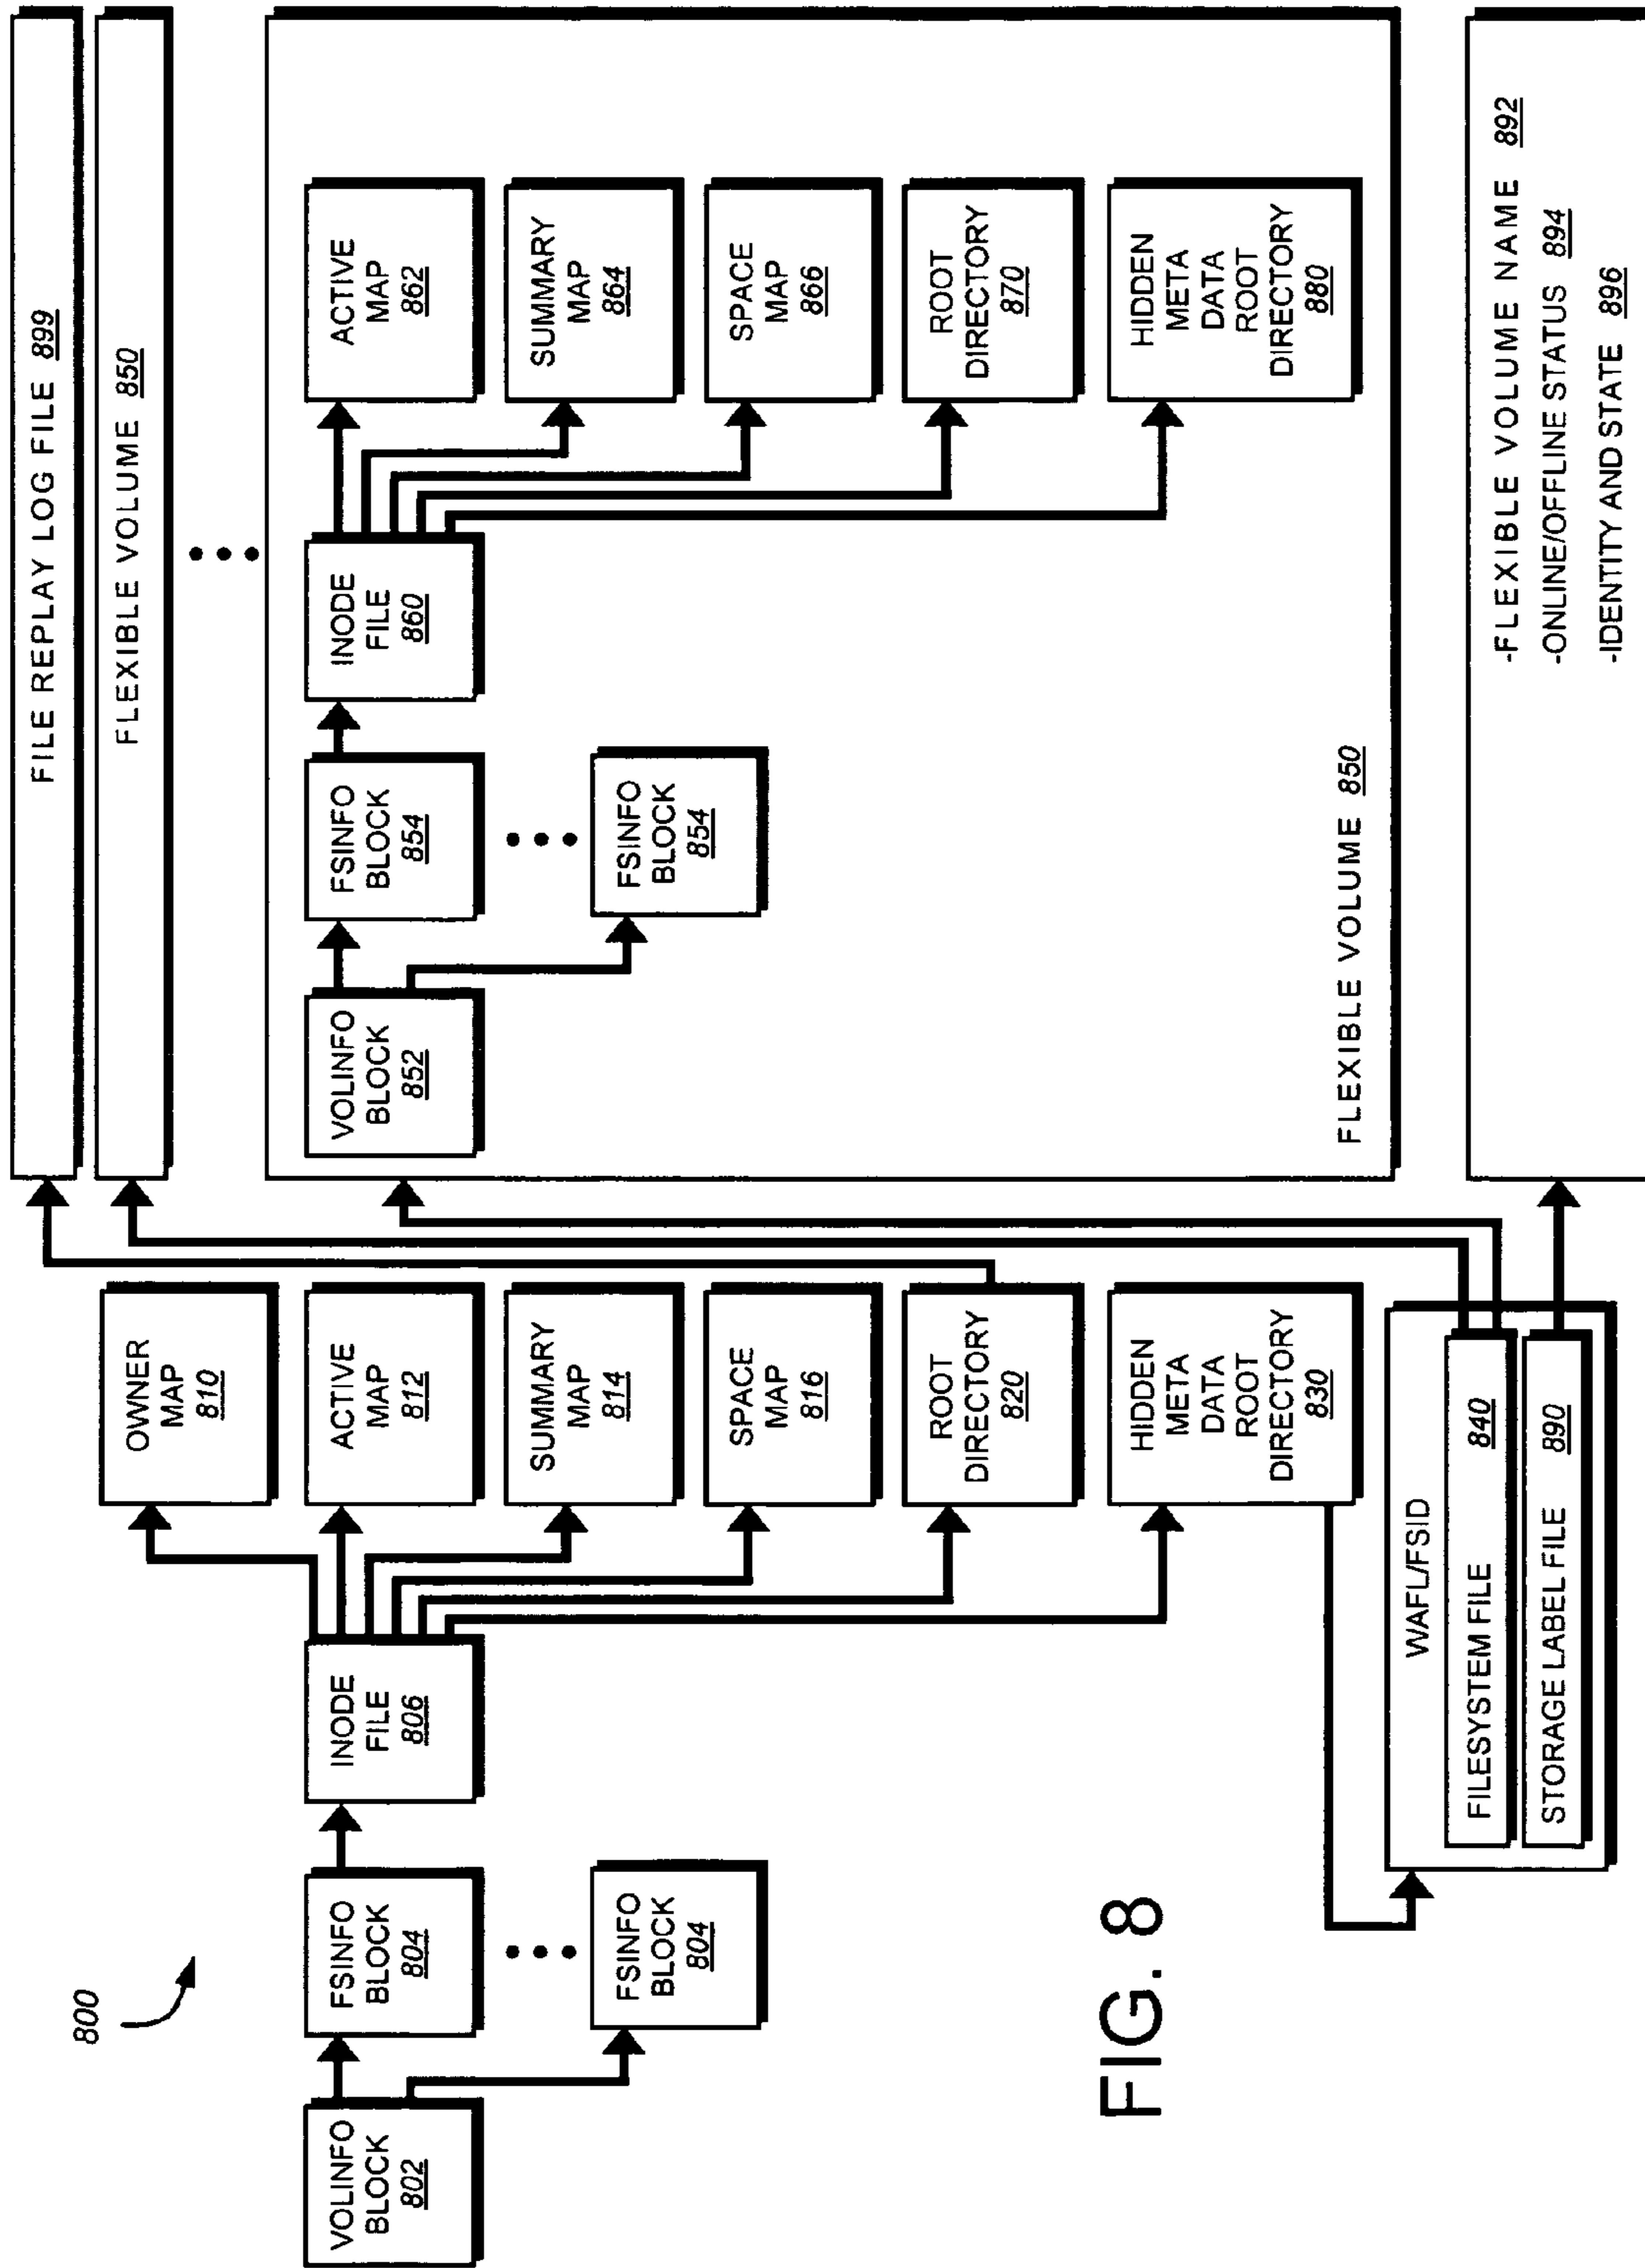 800
VOLINFO
BLOCK
802
FSINFO
BLOCK
804
FSINFO
BLOCK
804
INODE
FILE
806
OWNER
MAP
810
ACTIVE
MAP
812
SUMMARY
MAP
814
SPACE
MAP
816
ROOT
DIRECTORY
820
HIDDEN
META
DATA
ROOT
DIRECTORY
830
WAFL/FSID
FILESYSTEM FILE 840
STORAGE LABEL FILE 890
FILE REPLAY LOG FILE 899
FLEXIBLE VOLUME 850
VOLINFO
BLOCK
852
FSINFO
BLOCK
854
FSINFO
BLOCK
854
INODE
FILE
860
ACTIVE
MAP
862
SUMMARY
MAP
864
SPACE
MAP
866
ROOT
DIRECTORY
870
HIDDEN
META
DATA
ROOT
DIRECTORY
880
FLEXIBLE VOLUME 850
-FLEXIBLE VOLUME NAME 892
-ONLINE/OFFLINE STATUS 894
-IDENTITY AND STATE 896
FIG. 8